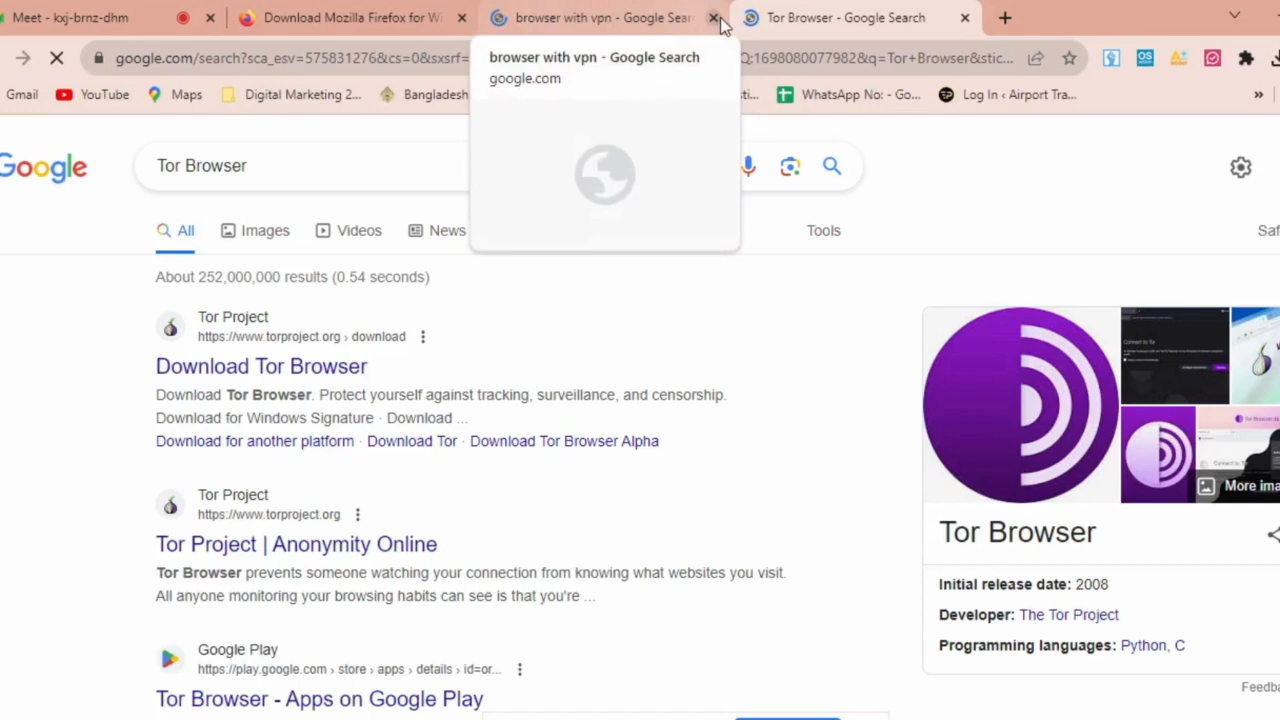 Meet - kxj-brnz-dhm
Download Mozilla Firefox for Wi
browser with vpn - Google Sear
Tor Browser - Google Search
google.com/search?sca_esv=575831276&cs=0&sxsrf=
Q:1698080077982&q=Tor+Browser&stic...
browser with vpn - Google Search
google.com
Gmail
YouTube
Maps
Digital Marketing 2...
Bangladesh
WhatsApp No: - Go...
Log In ‹ Airport Tra...
»
Google
Tor Browser
All
Images
Videos
News
Tools
About 252,000,000 results (0.54 seconds)
Tor Project
https://www.torproject.org › download
Download Tor Browser
Download Tor Browser. Protect yourself against tracking, surveillance, and censorship.
Download for Windows Signature · Download ...
Download for another platform · Download Tor · Download Tor Browser Alpha
Tor Project
https://www.torproject.org
Tor Project | Anonymity Online
Tor Browser prevents someone watching your connection from knowing what websites you visit.
All anyone monitoring your browsing habits can see is that you're ...
Google Play
https://play.google.com › store › apps › details › id=or...
Tor Browser - Apps on Google Play
More ima
Tor Browser
Initial release date: 2008
Developer: The Tor Project
Programming languages: Python, C
Feedba